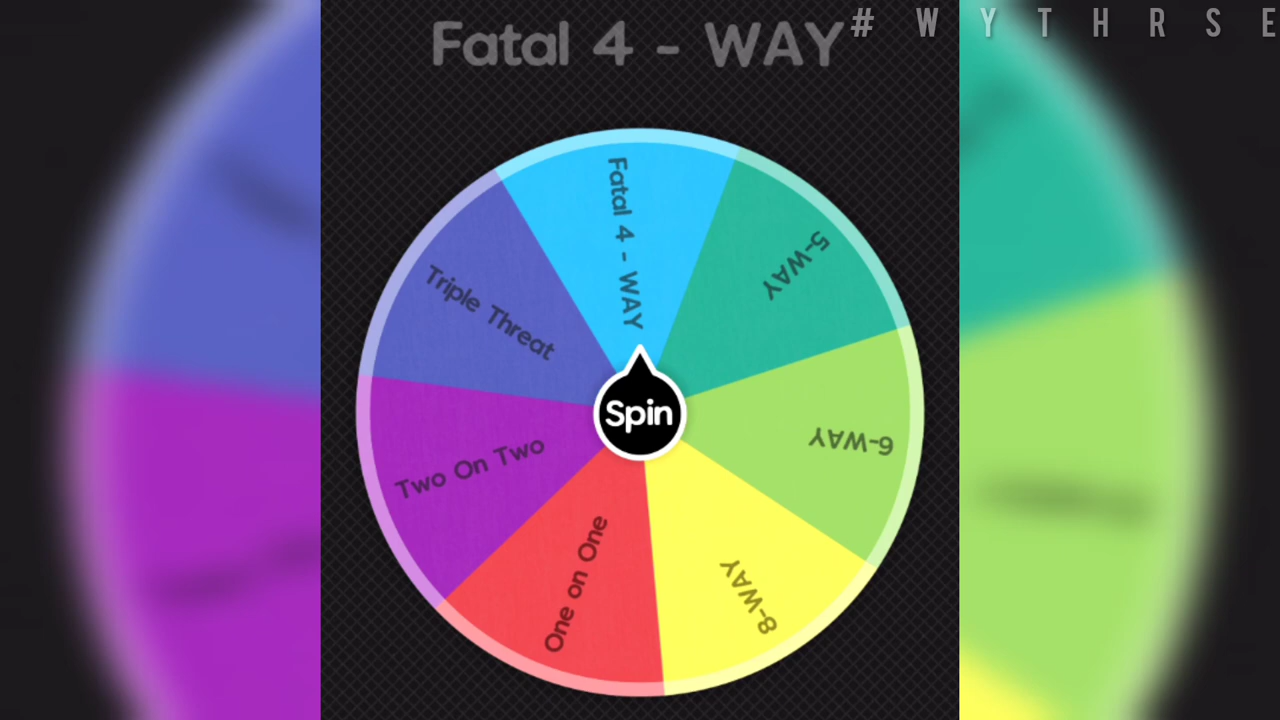 Fatal 4 - WAY
# W Y T H R S E
Fatal 4 - WAY
5-WAY
6-WAY
8-WAY
One on One
Two On Two
Triple Threat
Spin